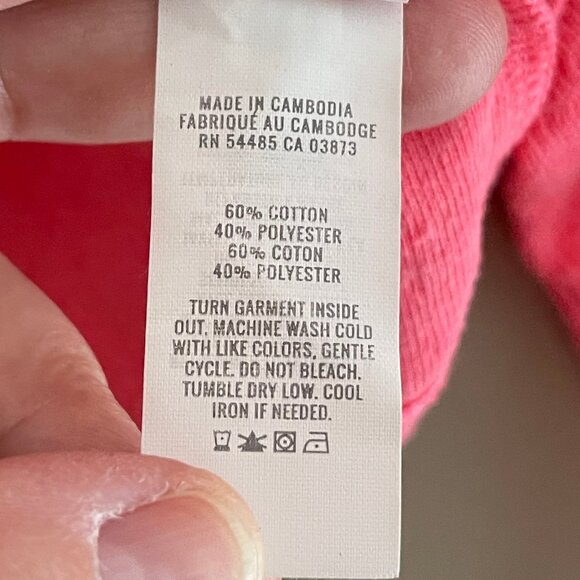 MADE IN CAMBODIA
FABRIQUÉ AU CAMBODGE
RN 54485 CA 03873
60% COTTON
40% POLYESTER
60% COTON
40% POLYESTER
TURN GARMENT INSIDE
OUT. MACHINE WASH COLD
WITH LIKE COLORS, GENTLE
CYCLE. DO NOT BLEACH.
TUMBLE DRY LOW. COOL
IRON IF NEEDED.